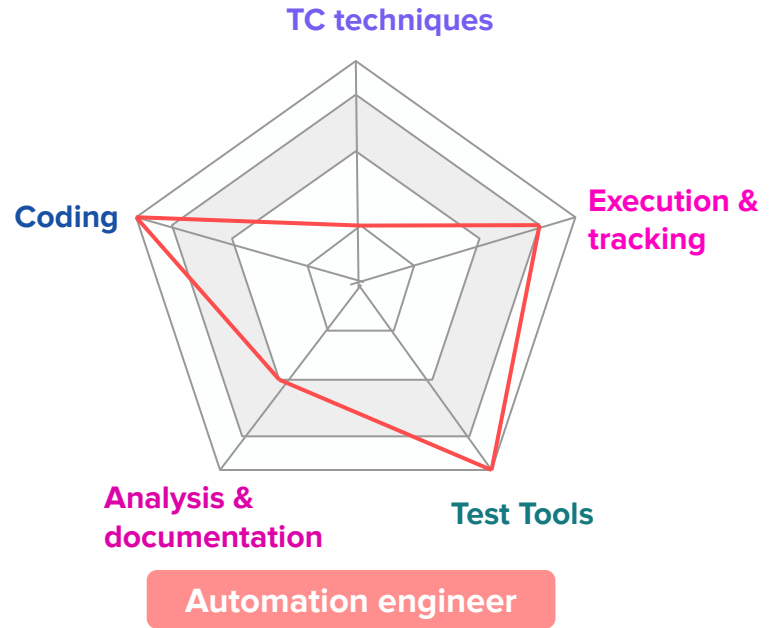 TC techniques
Coding
Execution &
tracking
Analysis &
documentation
Test Tools
Automation engineer